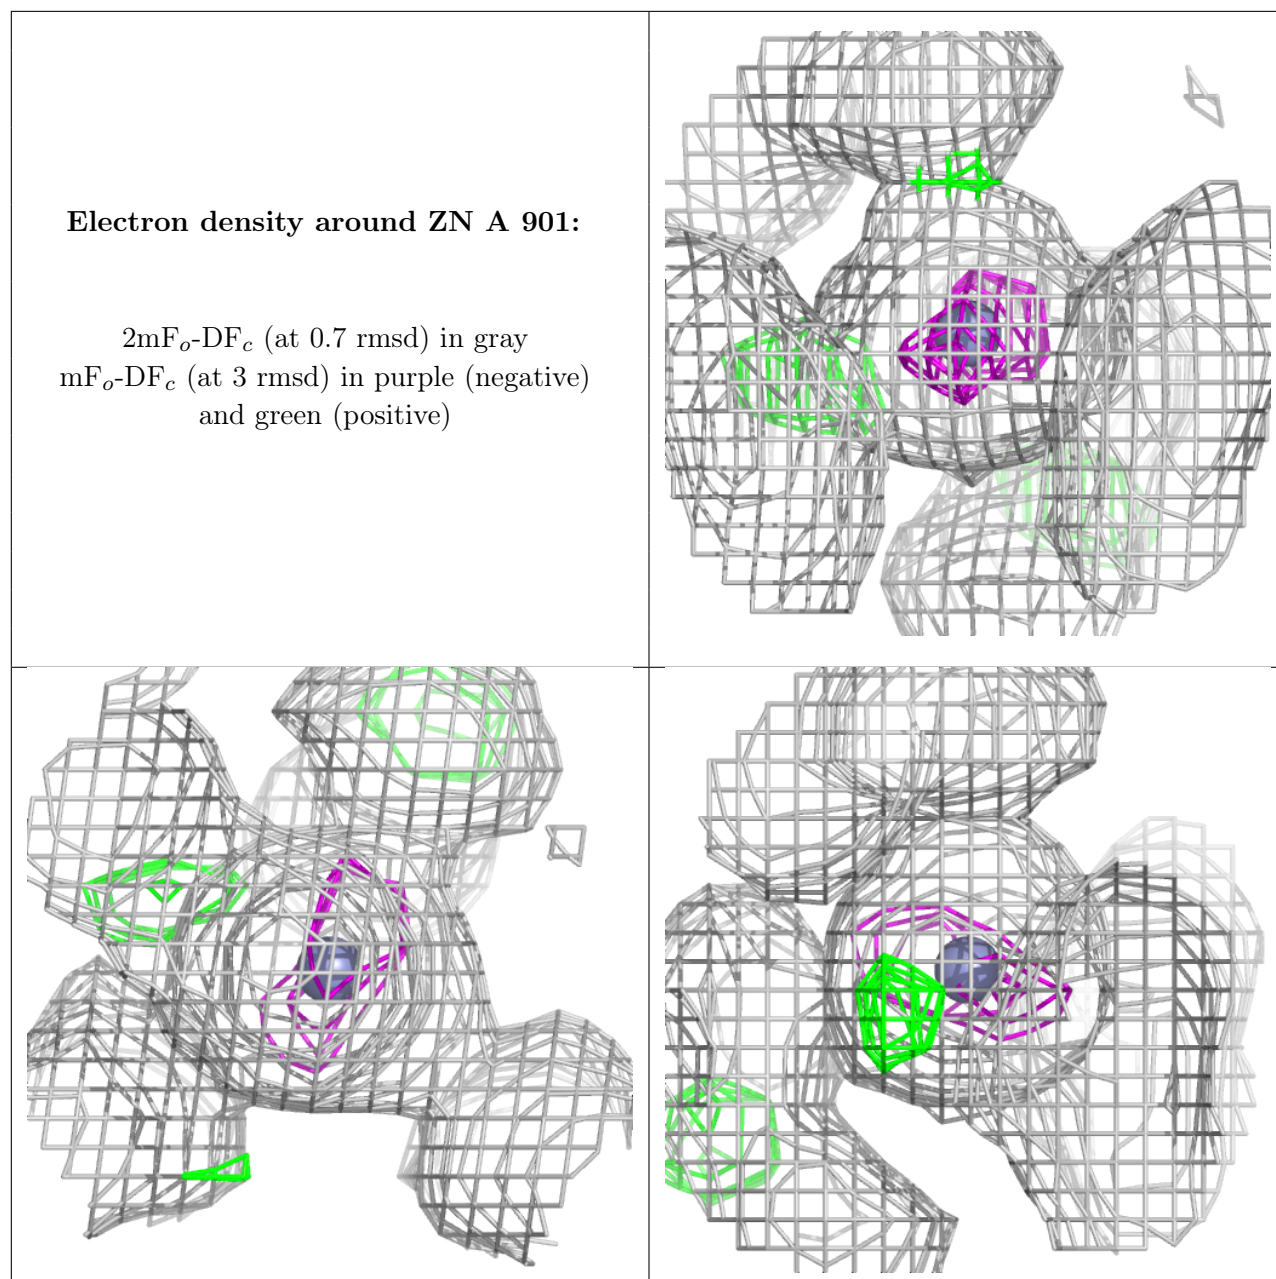 Electron density around ZN A 901:
2mFo-DFc (at 0.7 rmsd) in gray
mFo-DFc (at 3 rmsd) in purple (negative)
and green (positive)